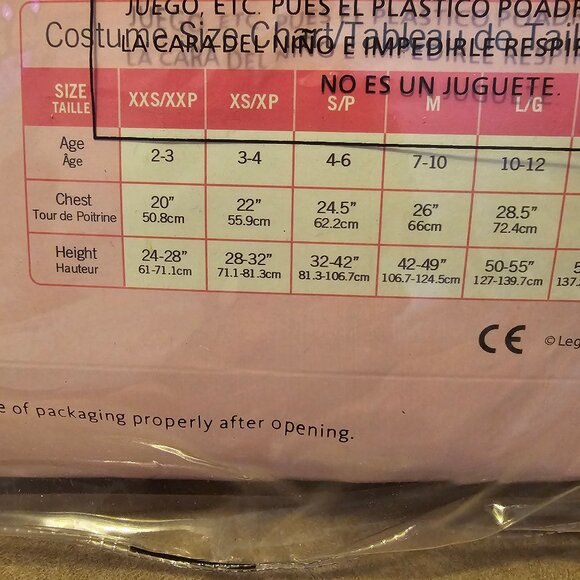 JUEGO, ETC. PUES EL PLASTICO
Costume Size Chart/Tableau de
LA CARA DEL NIÑO E IMPEDIRLE
NO ES UN JUGUETE.
SIZE XXS/XXP XS/XP S/P M L/G
TAILLE
Age 2-3 3-4 4-6 7-10 10-12
Âge
Chest 20" 22" 24.5" 26" 28.5"
Tour de Poitrine 50.8cm 55.9cm 62.2cm 66cm 72.4cm
Height 24-28" 28-32" 32-42" 42-49" 50-55"
Hauteur 61-71.1cm 71.1-81.3cm 81.3-106.7cm 106.7-124.5cm 127-139.7cm
CE © Leg
of packaging properly after opening.